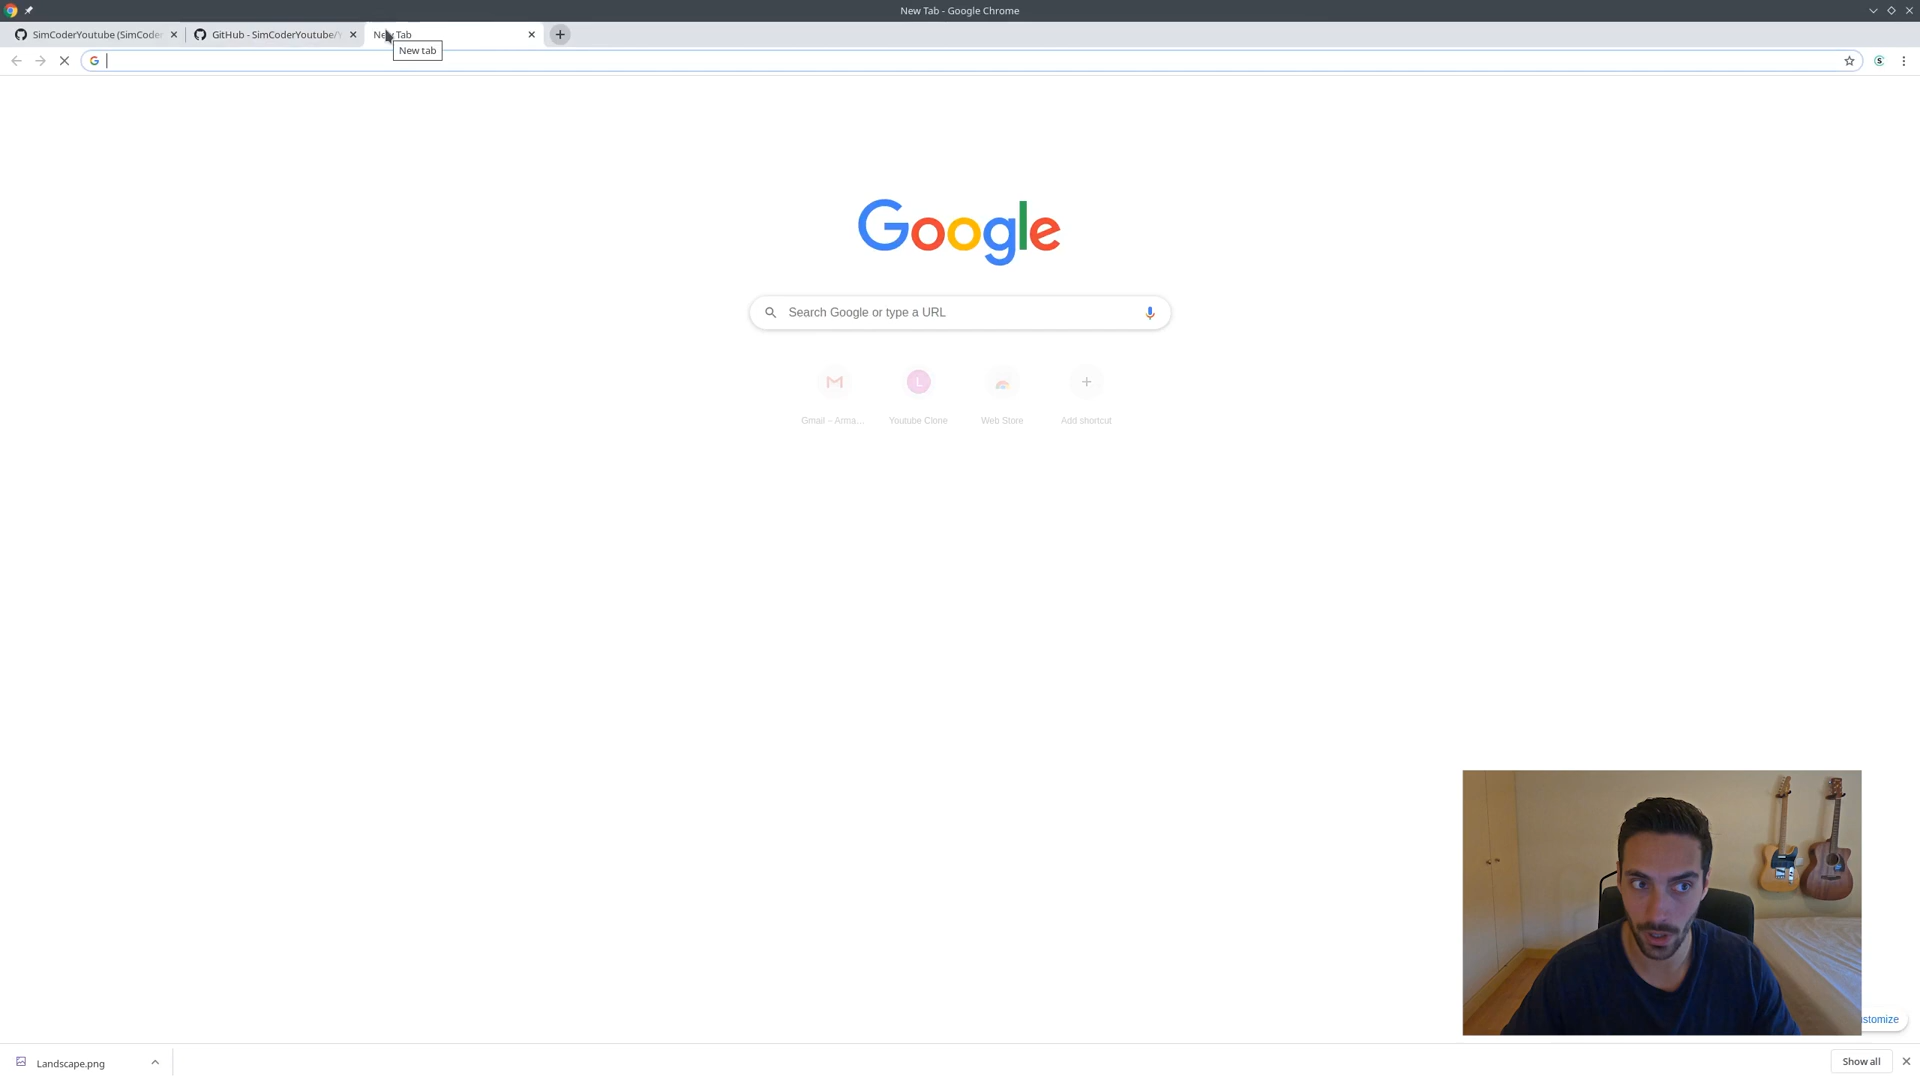 New Tab - Google Chrome
SimCoderYoutube (SimCoder
GitHub - SimCoderYoutube/Y
New Tab
New tab
Google
Search Google or type a URL
Gmail - Arma...
L
Youtube Clone
Web Store
Add shortcut
stomize
Landscape.png
Show all